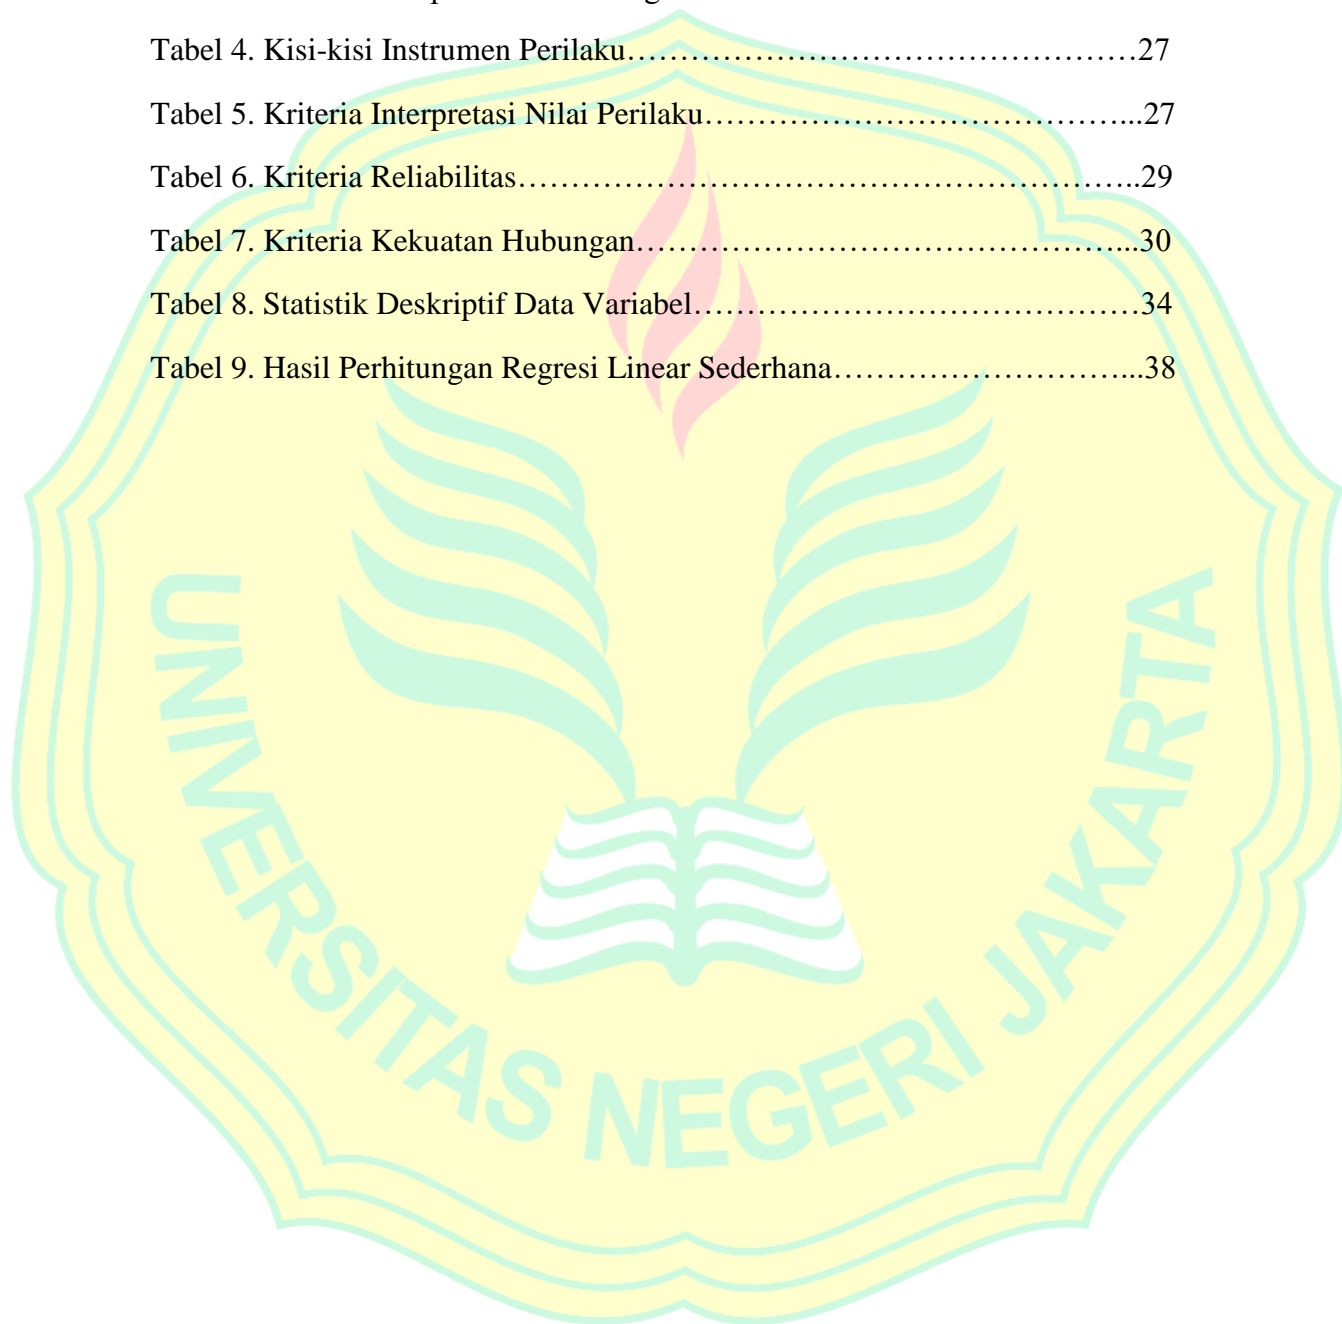 Tabel 4. Kisi-kisi Instrumen Perilaku…………………………………………………27
Tabel 5. Kriteria Interpretasi Nilai Perilaku………………………………………...27
Tabel 6. Kriteria Reliabilitas…………………………………………………………..29
Tabel 7. Kriteria Kekuatan Hubungan………………………………………………...30
Tabel 8. Statistik Deskriptif Data Variabel……………………………………………34
Tabel 9. Hasil Perhitungan Regresi Linear Sederhana…………………………...38
UNIVERSITAS NEGERI JAKARTA